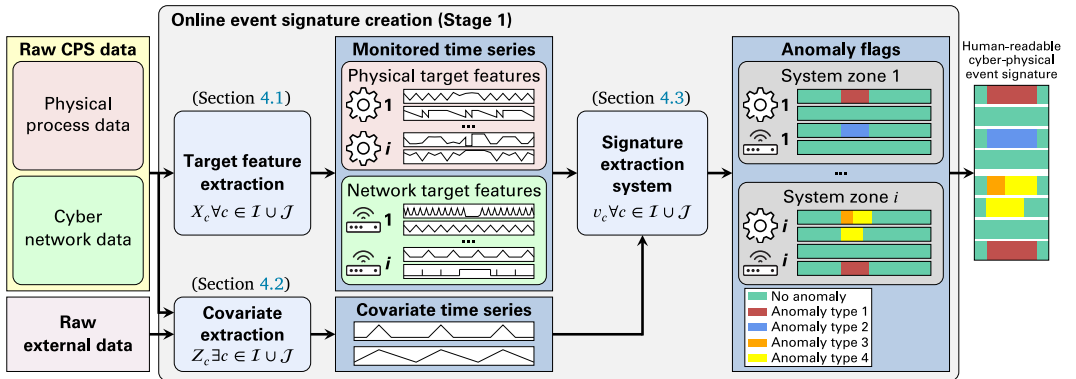 Online event signature creation (Stage 1)
Raw CPS data
Physical
process data
Cyber
network data
Raw
external data
(Section 4.1)
Target feature
extraction
X_c ∀c ∈ I ∪ J
(Section 4.2)
Covariate
extraction
Z_c ∃c ∈ I ∪ J
Monitored time series
Physical target features
1
...
i
Network target features
1
...
i
Covariate time series
(Section 4.3)
Signature
extraction
system
v_c ∀c ∈ I ∪ J
Anomaly flags
System zone 1
1
1
...
System zone i
i
i
No anomaly
Anomaly type 1
Anomaly type 2
Anomaly type 3
Anomaly type 4
Human-readable
cyber-physical
event signature